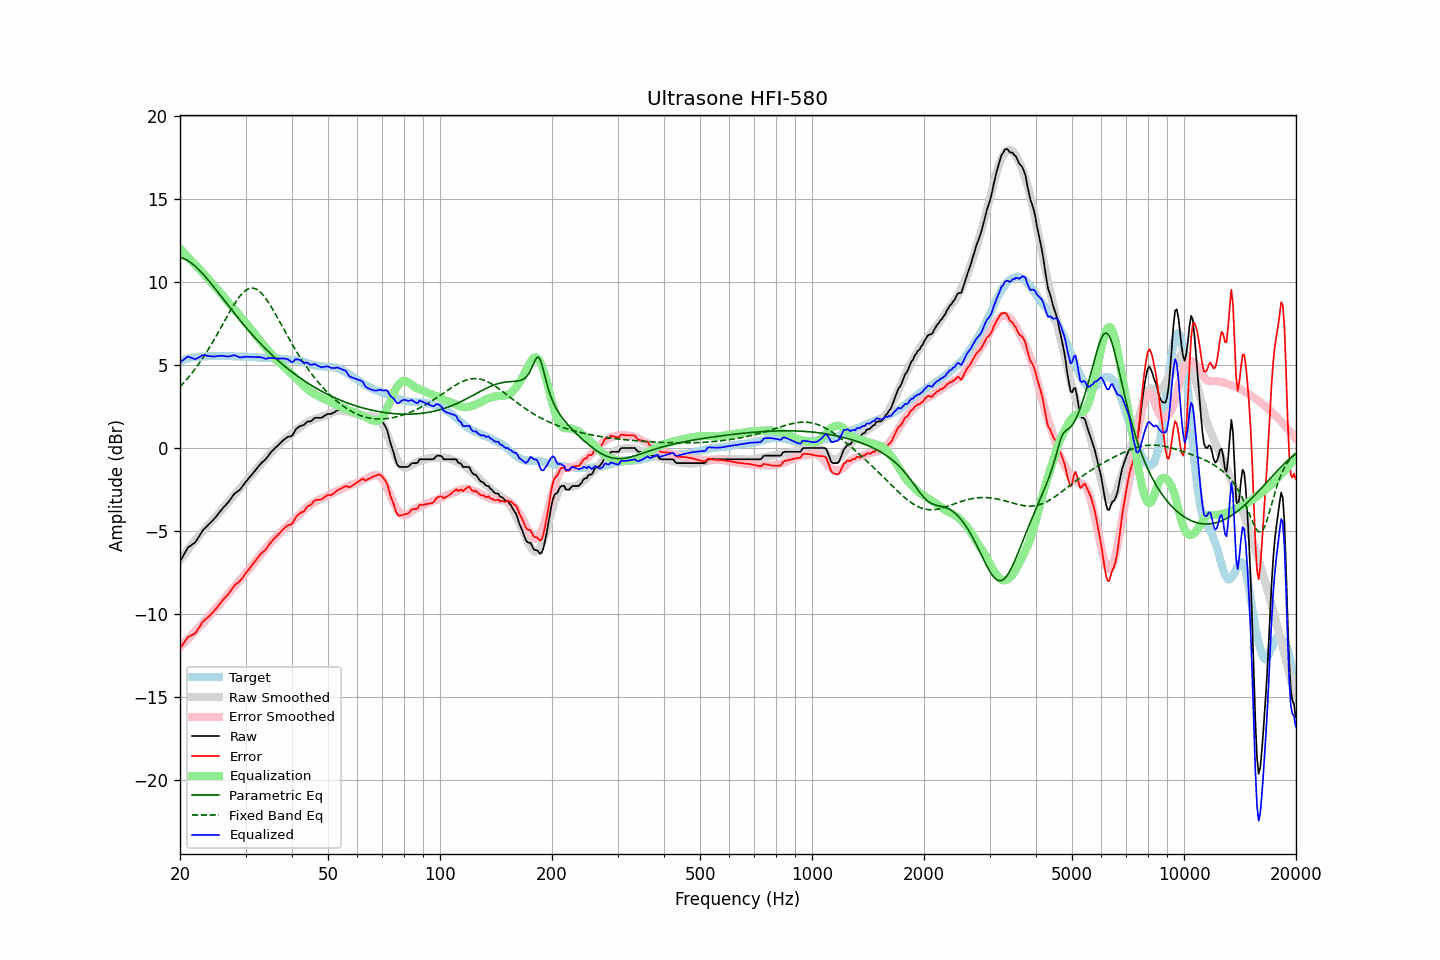 Ultrasone HFI-580
Amplitude (dBr)
20
15
10
5
0
−5
−10
−15
−20
Target
Raw Smoothed
Error Smoothed
Raw
Error
Equalization
Parametric Eq
Fixed Band Eq
Equalized
20 50 100 200 500 1000 2000 5000 10000 20000
Frequency (Hz)